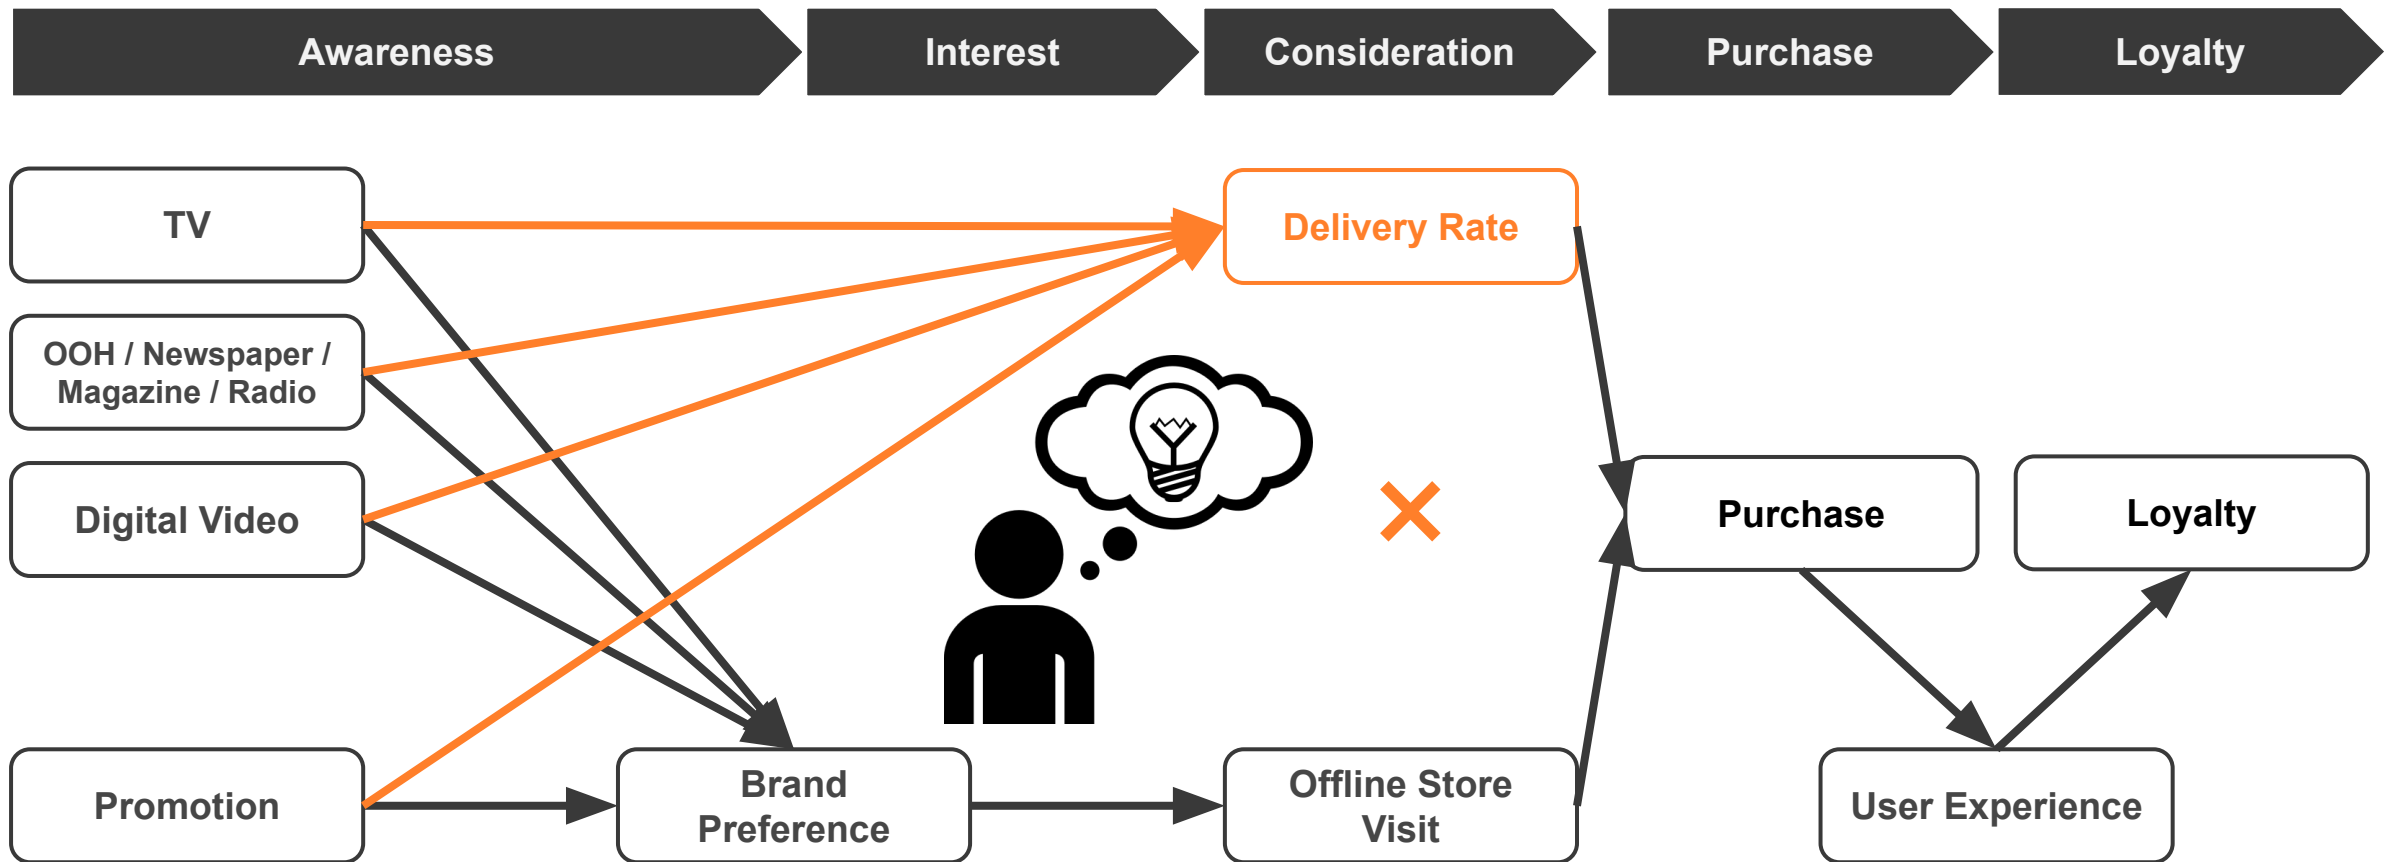 Awareness
Interest
Consideration
Purchase
Loyalty
TV
Delivery Rate
OOH / Newspaper /
Magazine / Radio
Digital Video
Purchase
Loyalty
Promotion
Brand
Preference
Offline Store
Visit
User Experience